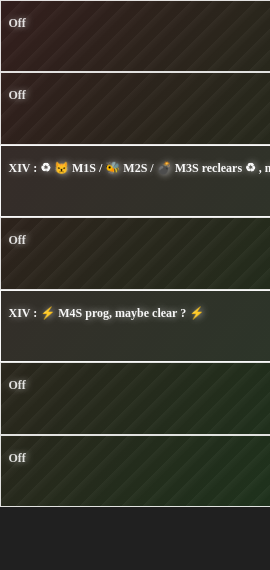 Off
Off
XIV : ♻ 🐱 M1S / 🐝 M2S / 💣 M3S reclears ♻ ,
Off
XIV : ⚡ M4S prog, maybe clear ? ⚡
Off
Off